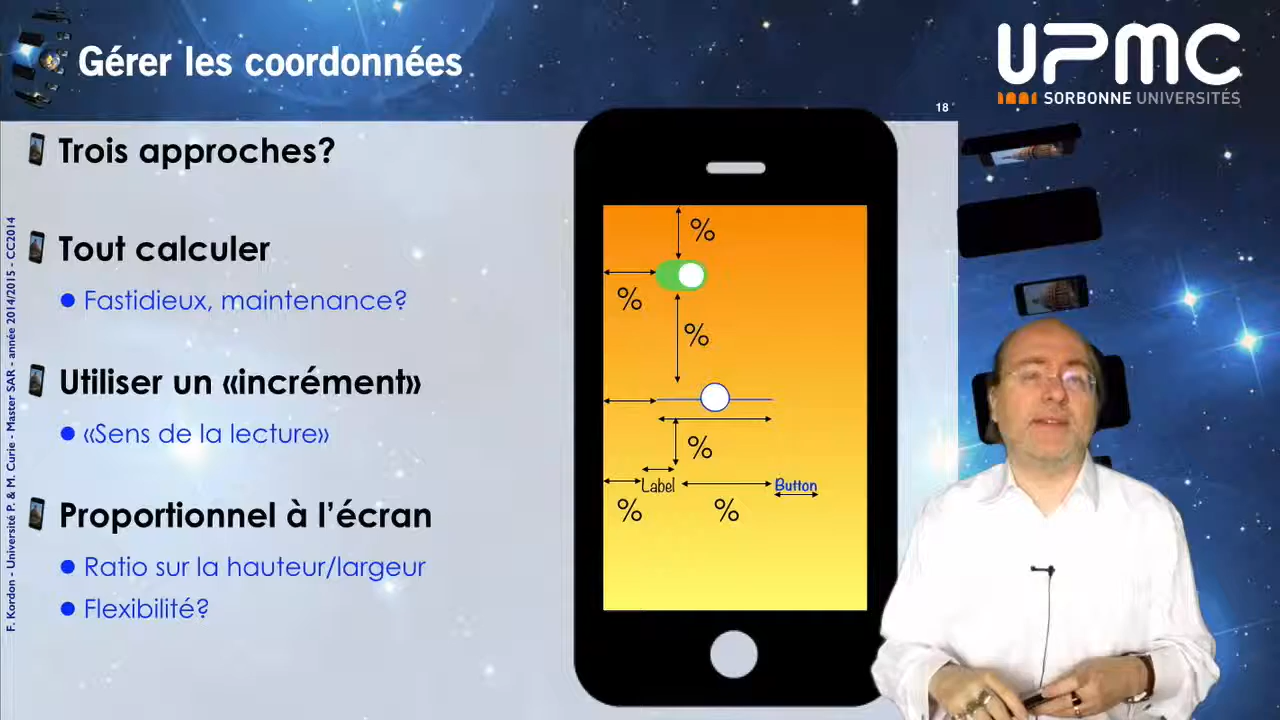 Gérer les coordonnées
UPMC
SORBONNE UNIVERSITÉS
18
Trois approches?
Tout calculer
Fastidieux, maintenance?
Utiliser un «incrément»
«Sens de la lecture»
Proportionnel à l'écran
Ratio sur la hauteur/largeur
Flexibilité?
%
%
%
%
Label
Button
%
%
F. Kordon - Université P. & M. Curie - Master SAR - année 2014/2015 - CC2014